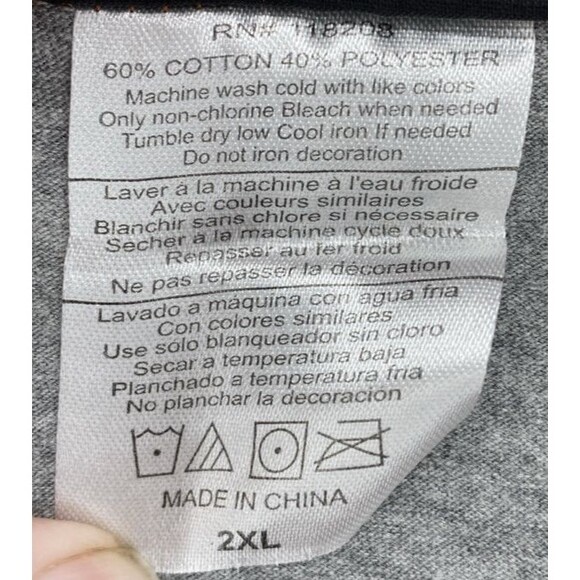 RN# 118208
60% COTTON 40% POLYESTER
Machine wash cold with like colors
Only non-chlorine Bleach when needed
Tumble dry low Cool iron If needed
Do not iron decoration
Laver à la machine à l'eau froide
Avec couleurs similaires
Blanchir sans chlore si nécessaire
Sècher à la machine cycle doux
Repasser au fer froid
Ne pas repasser la décoration
Lavado a máquina con agua fria
Con colores similares
Use sólo blanqueador sin cloro
Secar a temperatura baja
Planchado a temperatura fria
No planchar la decoración
MADE IN CHINA
2XL